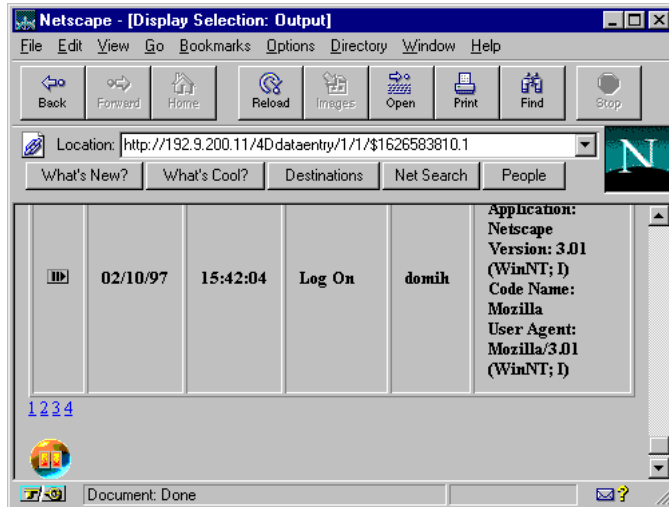 Netscape - [Display Selection: Output]
File Edit View Go Bookmarks Options Directory Window Help
Back Forward Home Reload Images Open Print Find Stop
Location: http://192.9.200.11/4Ddataentry/1/1/$1626583810.1
N
What's New? What's Cool? Destinations Net Search People
Application:
Netscape
Version: 3.01
02/10/97 15:42:04 Log On domih (WinNT; I)
Code Name:
Mozilla
User Agent:
Mozilla/3.01
(WinNT; I)
1 2 3 4
Document: Done